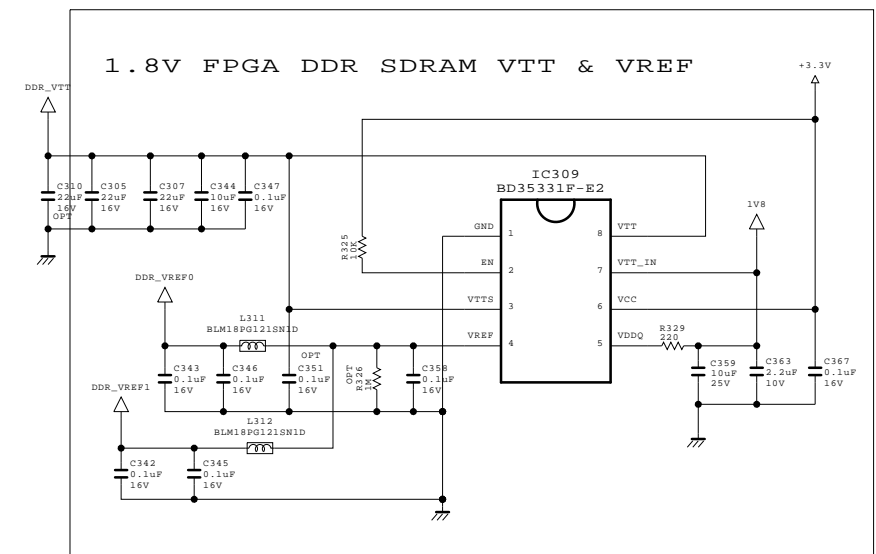 1.8V FPGA DDR SDRAM VTT & VREF
+3.3V
DDR_VTT
C310
22uF
16V
OPT
C305
22uF
16V
C307
22uF
16V
C344
10uF
16V
C347
0.1uF
16V
R325
10K
IC309
BD35331F-E2
GND
1
EN
2
VTTS
3
VREF
4
8
VTT
7
VTT_IN
6
VCC
5
VDDQ
1V8
R329
220
C359
10uF
25V
C363
2.2uF
10V
C367
0.1uF
16V
DDR_VREF0
L311
BLM18PG121SN1D
C343
0.1uF
16V
C346
0.1uF
16V
OPT
C351
0.1uF
16V
OPT
R326
1M
C358
0.1uF
16V
DDR_VREF1
L312
BLM18PG121SN1D
C342
0.1uF
16V
C345
0.1uF
16V